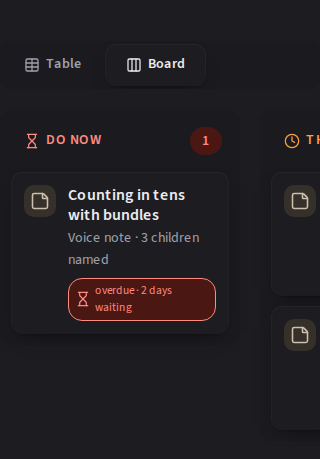 Table
Board
DO NOW
1
Counting in tens
with bundles
Voice note · 3 children
named
overdue · 2 days
waiting